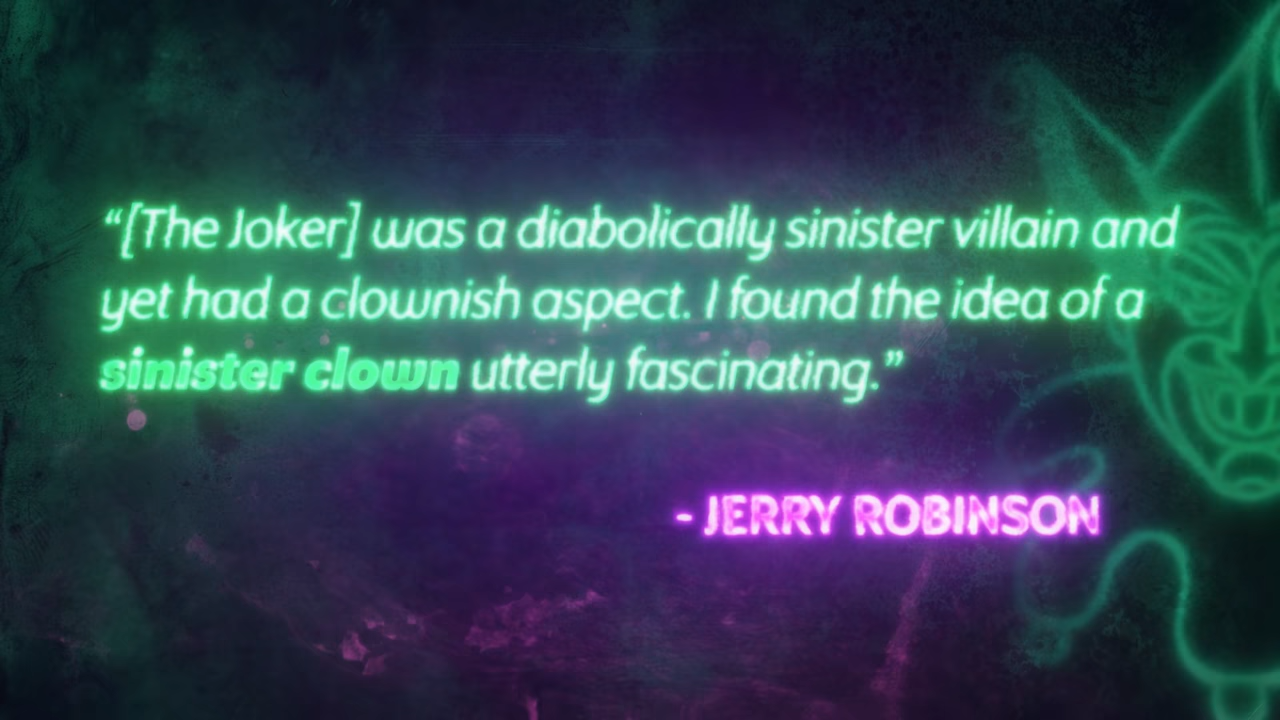 “[The Joker] was a diabolically sinister villain and
yet had a clownish aspect. I found the idea of a
sinister clown utterly fascinating.”
- JERRY ROBINSON